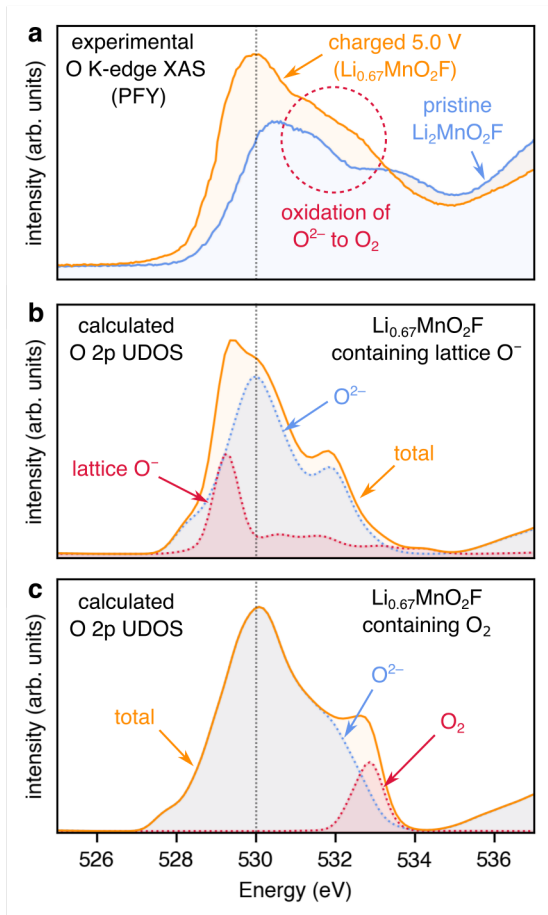 a
experimental
O K-edge XAS
(PFY)
charged 5.0 V
(Li₀.₆₇MnO₂F)
pristine
Li₂MnO₂F
oxidation of
O²⁻ to O₂
intensity (arb. units)
b
calculated
O 2p UDOS
Li₀.₆₇MnO₂F
containing lattice O⁻
O²⁻
lattice O⁻
total
intensity (arb. units)
c
calculated
O 2p UDOS
Li₀.₆₇MnO₂F
containing O₂
O²⁻
total
O₂
intensity (arb. units)
526 528 530 532 534 536
Energy (eV)